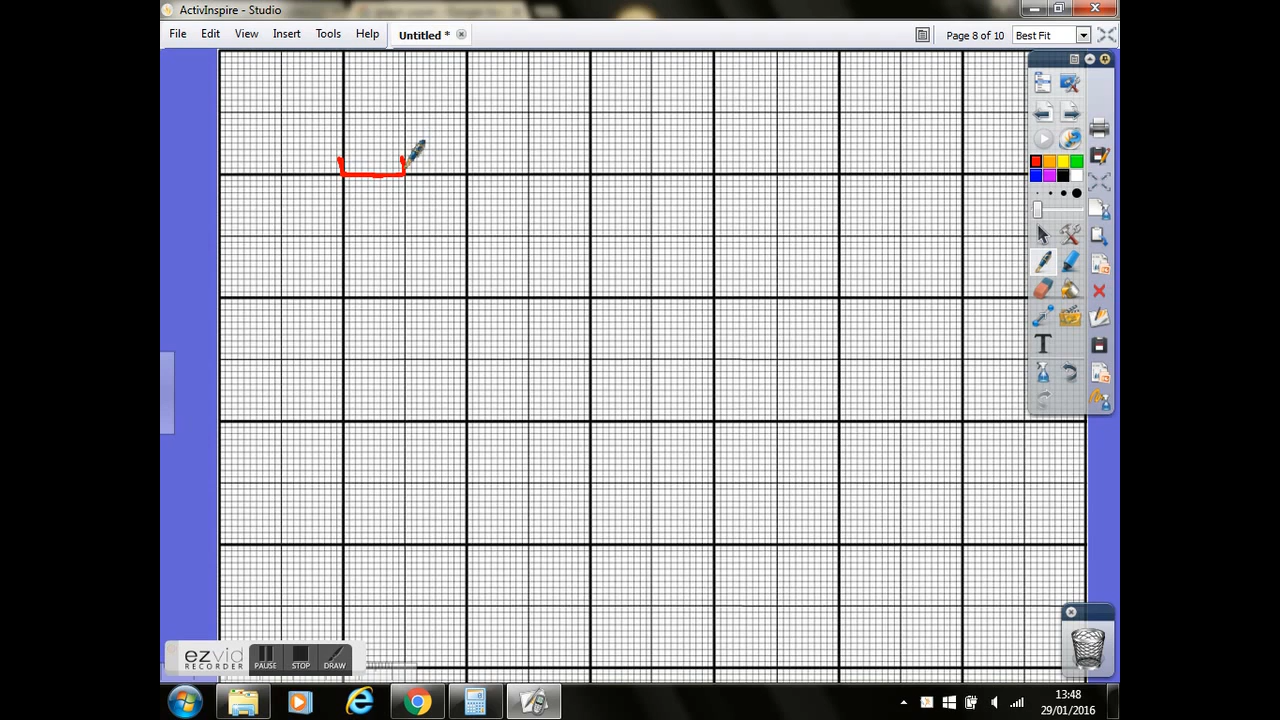 ActivInspire - Studio
File Edit View Insert Tools Help Untitled * Page 8 of 10 Best Fit
T
ezvid
RECORDER PAUSE STOP DRAW
13:48
29/01/2016